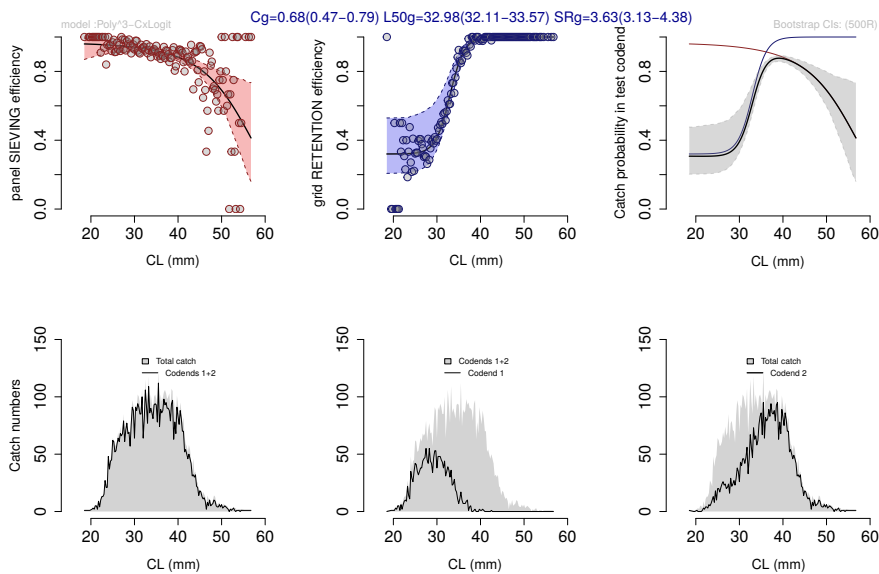 Cg=0.68(0.47−0.79) L50g=32.98(32.11−33.57) SRg=3.63(3.13−4.38)
model :Poly^3−CxLogit
Bootstrap CIs: (500R)
panel SIEVING efficiency
0.0 0.4 0.8
20 30 40 50 60
CL (mm)
grid RETENTION efficiency
0.0 0.4 0.8
20 30 40 50 60
CL (mm)
Catch probability in test codend
0.0 0.4 0.8
20 30 40 50 60
CL (mm)
Catch numbers
0 50 100 150
Total catch
Codends 1+2
20 30 40 50 60
CL (mm)
0 50 100 150
Codends 1+2
Codend 1
20 30 40 50 60
CL (mm)
0 50 100 150
Total catch
Codend 2
20 30 40 50 60
CL (mm)